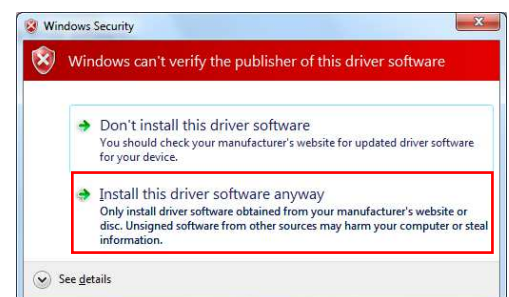 Windows Security
Windows can't verify the publisher of this driver software
Don't install this driver software
You should check your manufacturer's website for updated driver software
for your device.
Install this driver software anyway
Only install driver software obtained from your manufacturer's website or
disc. Unsigned software from other sources may harm your computer or steal
information.
See details